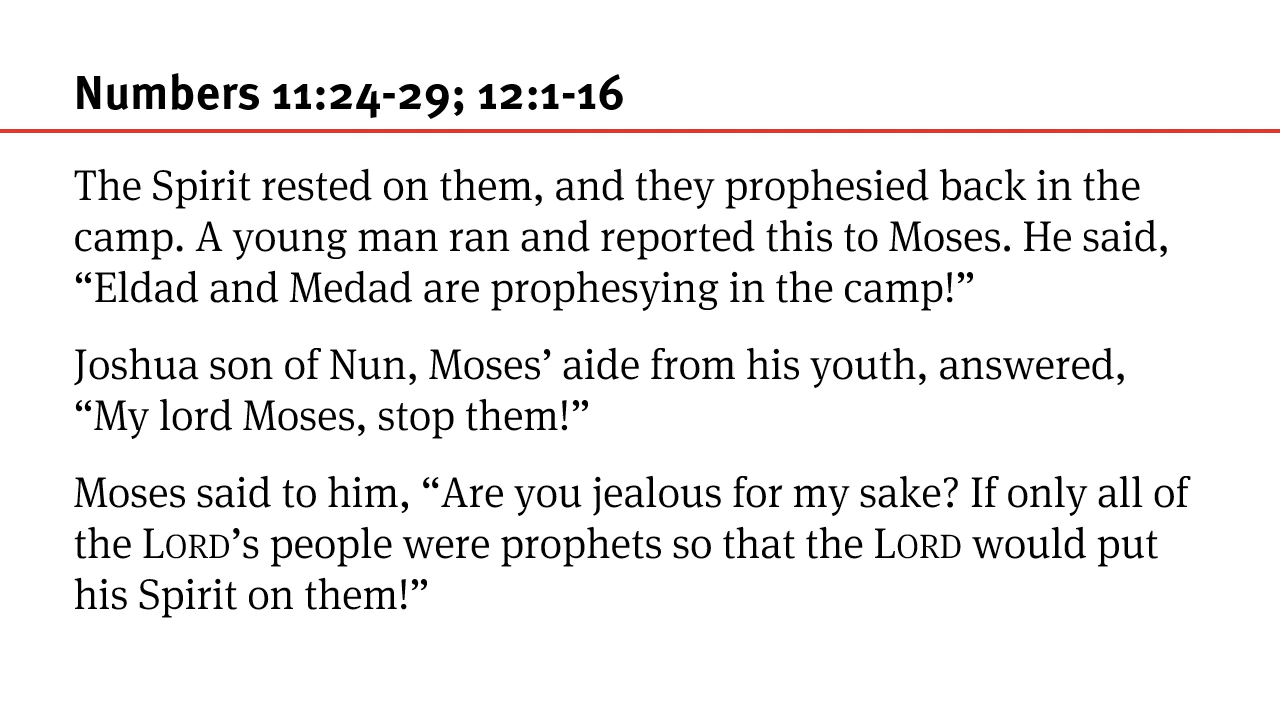 Numbers 11:24-29; 12:1-16
The Spirit rested on them, and they prophesied back in the
camp. A young man ran and reported this to Moses. He said,
“Eldad and Medad are prophesying in the camp!”
Joshua son of Nun, Moses’ aide from his youth, answered,
“My lord Moses, stop them!”
Moses said to him, “Are you jealous for my sake? If only all of
the LORD’s people were prophets so that the LORD would put
his Spirit on them!”